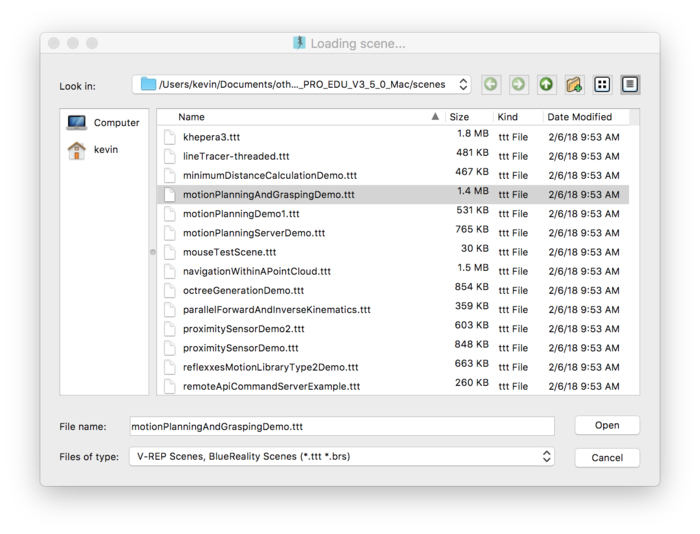 Loading scene...
Look in: /Users/kevin/Documents/oth..._PRO_EDU_V3_5_0_Mac/scenes
Computer
kevin
Name Size Kind Date Modified
khepera3.ttt 1.8 MB ttt File 2/6/18 9:53 AM
lineTracer-threaded.ttt 481 KB ttt File 2/6/18 9:53 AM
minimumDistanceCalculationDemo.ttt 467 KB ttt File 2/6/18 9:53 AM
motionPlanningAndGraspingDemo.ttt 1.4 MB ttt File 2/6/18 9:53 AM
motionPlanningDemo1.ttt 531 KB ttt File 2/6/18 9:53 AM
motionPlanningServerDemo.ttt 765 KB ttt File 2/6/18 9:53 AM
mouseTestScene.ttt 30 KB ttt File 2/6/18 9:53 AM
navigationWithinAPointCloud.ttt 1.5 MB ttt File 2/6/18 9:53 AM
octreeGenerationDemo.ttt 854 KB ttt File 2/6/18 9:53 AM
parallelForwardAndInverseKinematics.ttt 359 KB ttt File 2/6/18 9:53 AM
proximitySensorDemo2.ttt 603 KB ttt File 2/6/18 9:53 AM
proximitySensorDemo.ttt 848 KB ttt File 2/6/18 9:53 AM
reflexxesMotionLibraryType2Demo.ttt 663 KB ttt File 2/6/18 9:53 AM
remoteApiCommandServerExample.ttt 260 KB ttt File 2/6/18 9:53 AM
File name: motionPlanningAndGraspingDemo.ttt Open
Files of type: V-REP Scenes, BlueReality Scenes (*.ttt *.brs) Cancel